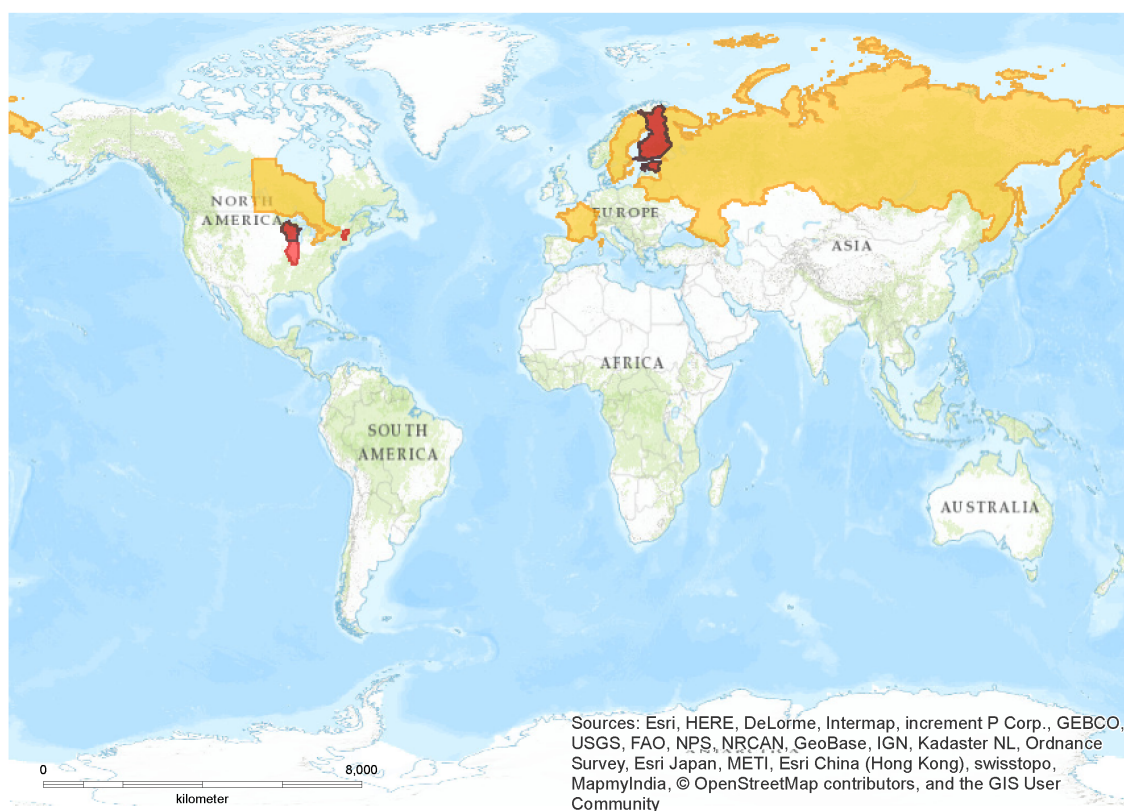 NORTH
AMERICA
EUROPE
ASIA
AFRICA
SOUTH
AMERICA
AUSTRALIA
Sources: Esri, HERE, DeLorme, Intermap, increment P Corp., GEBCO,
USGS, FAO, NPS, NRCAN, GeoBase, IGN, Kadaster NL, Ordnance
Survey, Esri Japan, METI, Esri China (Hong Kong), swisstopo,
MapmyIndia, © OpenStreetMap contributors, and the GIS User
Community
0 8,000
kilometer